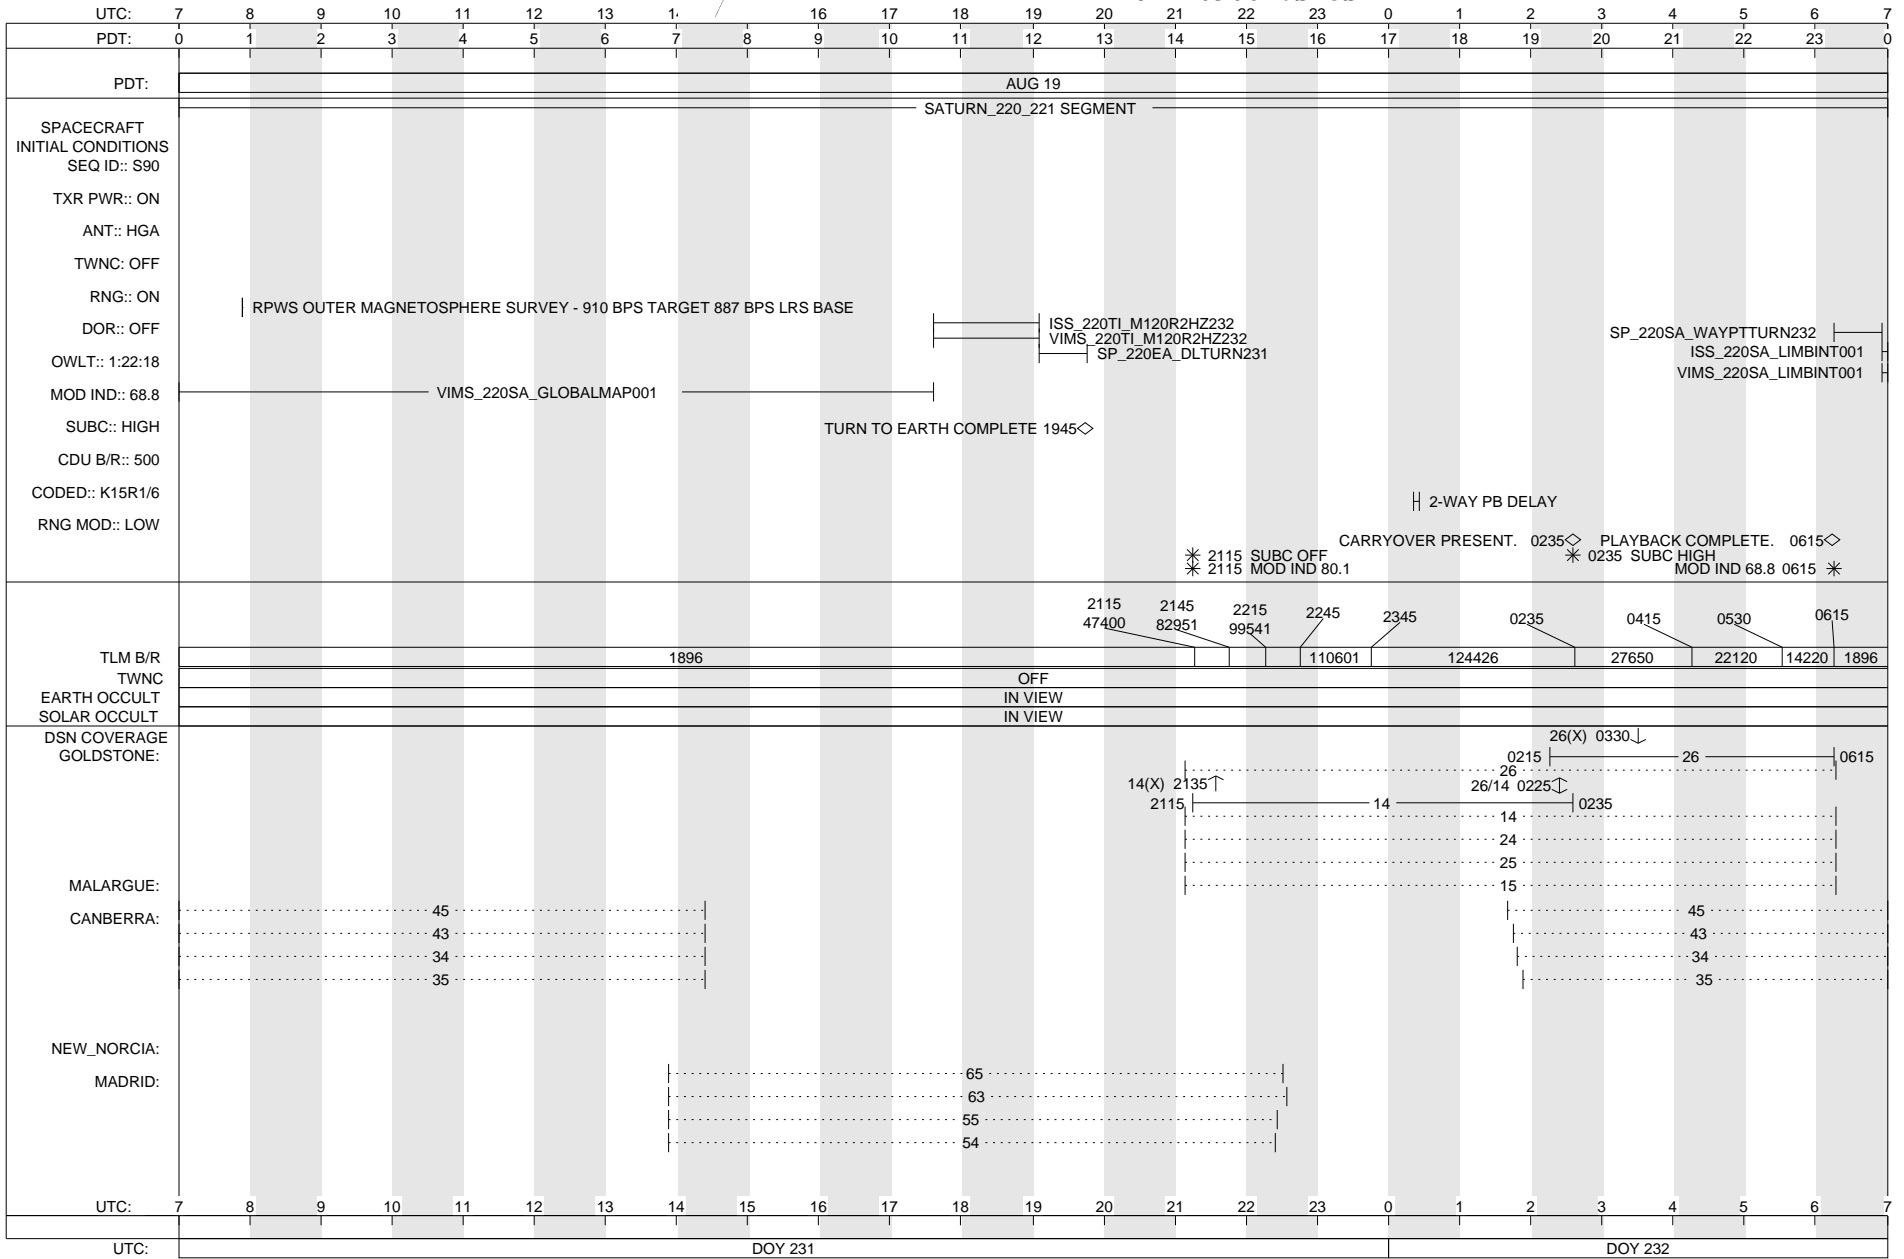 UTC: 7 8 9 10 11 12 13 16 17 18 19 20 21 22 23 0 1 2 3 4 5 6 7
PDT: 0 1 2 3 4 5 6 7 8 9 10 11 12 13 14 15 16 17 18 19 20 21 22 23 0
PDT: AUG 19
SATURN_220_221 SEGMENT
SPACECRAFT
INITIAL CONDITIONS
SEQ ID:: S90
TXR PWR:: ON
ANT:: HGA
TWNC: OFF
RNG:: ON
RPWS OUTER MAGNETOSPHERE SURVEY - 910 BPS TARGET 887 BPS LRS BASE
DOR:: OFF
ISS_220TI_M120R2HZ232
VIMS_220TI_M120R2HZ232
SP_220EA_DLTURN231
SP_220SA_WAYPTTURN232
ISS_220SA_LIMBINT001
VIMS_220SA_LIMBINT001
OWLT:: 1:22:18
MOD IND:: 68.8
VIMS_220SA_GLOBALMAP001
SUBC:: HIGH
TURN TO EARTH COMPLETE 1945
CDU B/R:: 500
CODED:: K15R1/6
2-WAY PB DELAY
RNG MOD:: LOW
CARRYOVER PRESENT. 0235 PLAYBACK COMPLETE. 0615
2115 SUBC OFF 0235 SUBC HIGH
2115 MOD IND 80.1 MOD IND 68.8 0615
2115 2145 2215 2245 2345 0235 0415 0530 0615
47400 82951 99541
TLM B/R 1896 110601 124426 27650 22120 14220 1896
TWNC OFF
EARTH OCCULT IN VIEW
SOLAR OCCULT IN VIEW
DSN COVERAGE 26(X) 0330
GOLDSTONE: 0215 26 0615
26
14(X) 2135 26/14 0225
2115 14 0235
14
24
25
MALARGUE: 15
CANBERRA: 45 45
43 43
34 34
35 35
NEW_NORCIA:
MADRID: 65
63
55
54
UTC: 7 8 9 10 11 12 13 14 15 16 17 18 19 20 21 22 23 0 1 2 3 4 5 6 7
UTC: DOY 231 DOY 232